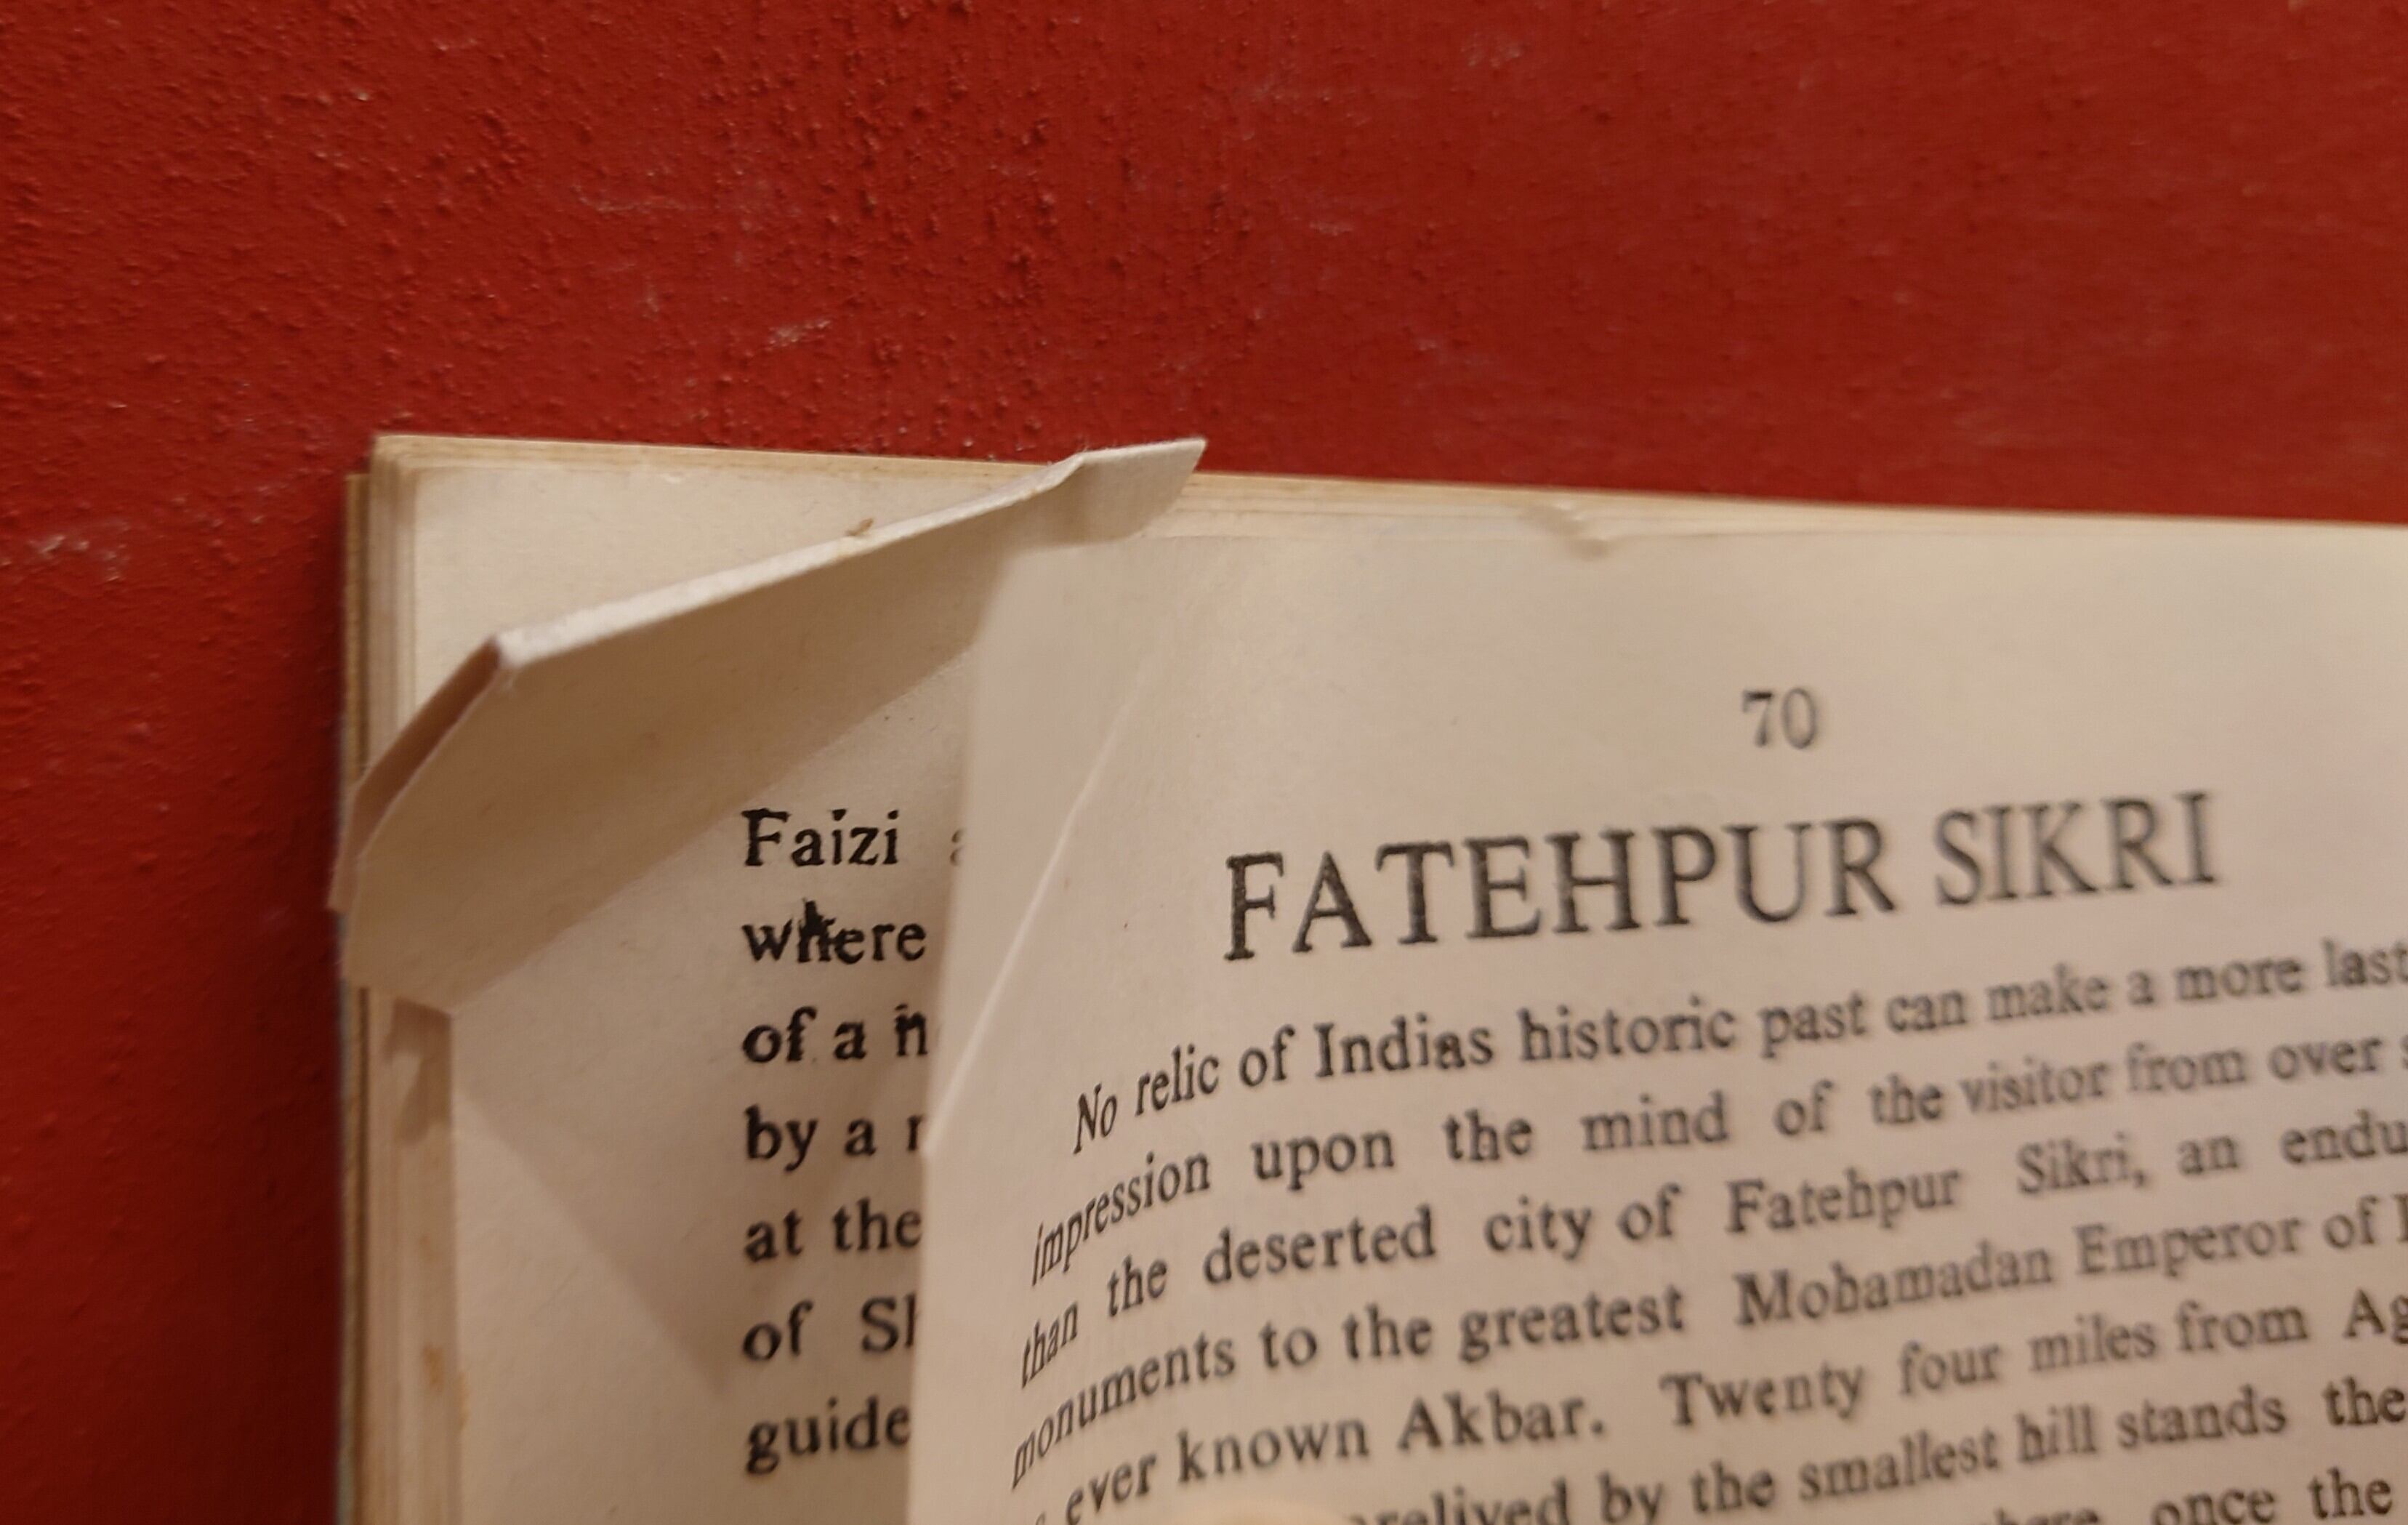 Faizi
where
of a
by a
at the
of
guide
70
FATEHPUR SIKRI
No relic of Indias historic past can make a more
impression upon the mind of the visitor from over
than the deserted city of Fatehpur Sikri, an
monuments to the greatest Mohamadan Emperor of
ever known Akbar. Twenty four miles from
by the smallest hill stands the
once the